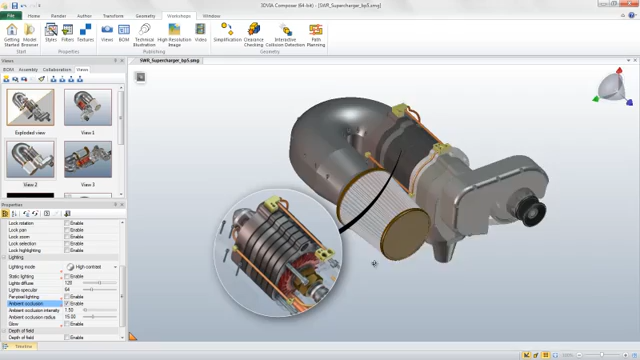 3DVIA Composer (64-bit) - [SWR_Supercharger_bp5.smg]
File Home Render Author Transform Geometry Workshops Window
Getting Started
Model Browser
Styles
Filters
Textures
Views
BOM
Technical Illustration
High Resolution Image
Video
Simplification
Clearance Checking
Interactive Collision Detection
Path Planning
Start Properties Publishing Geometry
Views
SWR_Supercharger_bp5.smg
BOM Assembly Collaboration Views
Exploded view View 1
View 2 View 3
Properties
Lock rotation Enable
Lock pan Enable
Lock zoom Enable
Lock selection Enable
Lock highlighting Enable
Lighting
Lighting mode High contrast
Static lighting Enable
Lights diffuse 128
Lights specular 64
Per-pixel lighting Enable
Ambient occlusion Enable
Ambient occlusion intensity 1.50
Ambient occlusion radius 15.00
Glow Enable
Depth of field
Depth of field Enable
Timeline